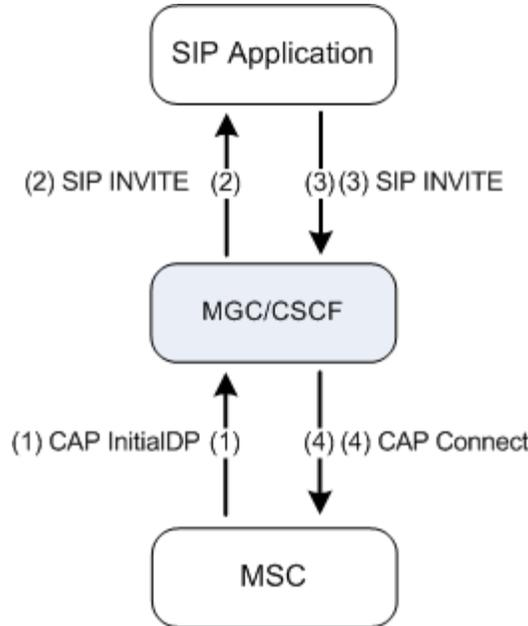 SIP Application
(2) SIP INVITE (2) (3) (3) SIP INVITE
MGC/CSCF
(1) CAP InitialDP (1) (4) (4) CAP Connect
MSC